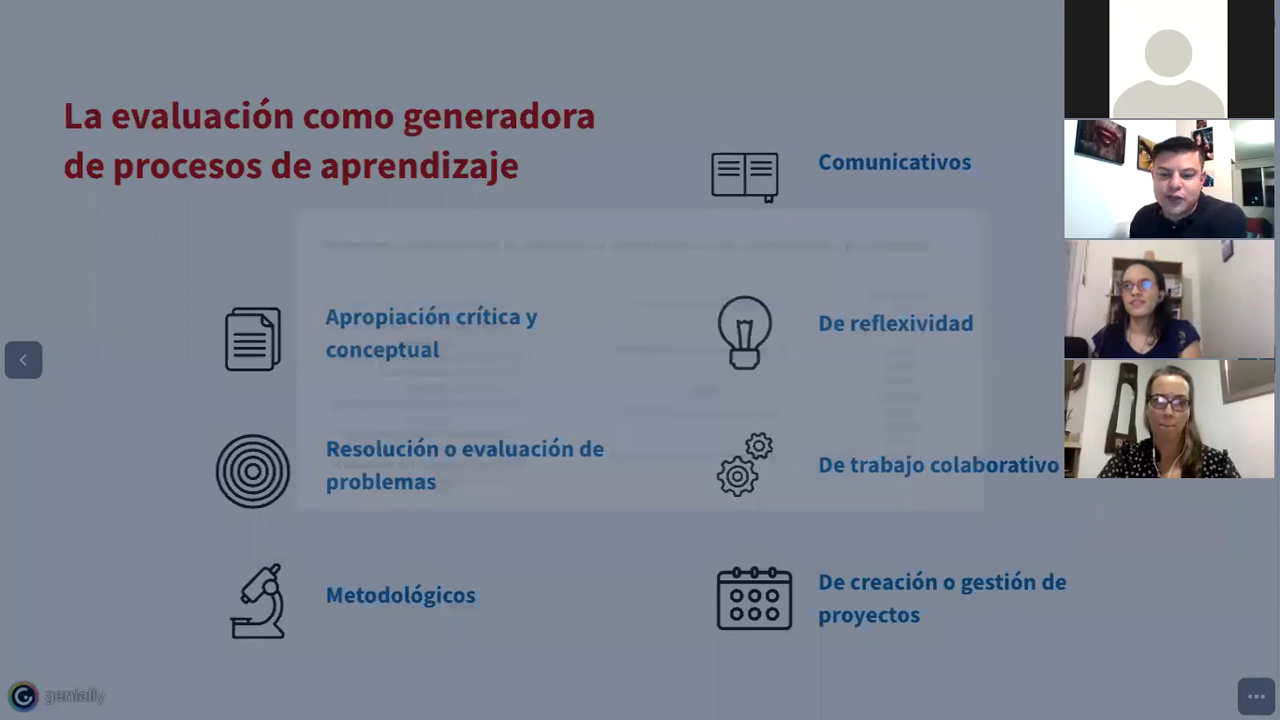 La evaluación como generadora
de procesos de aprendizaje
Comunicativos
Apropiación crítica y
conceptual
De reflexividad
Resolución o evaluación de
problemas
De trabajo colaborativo
Metodológicos
De creación o gestión de
proyectos
genially